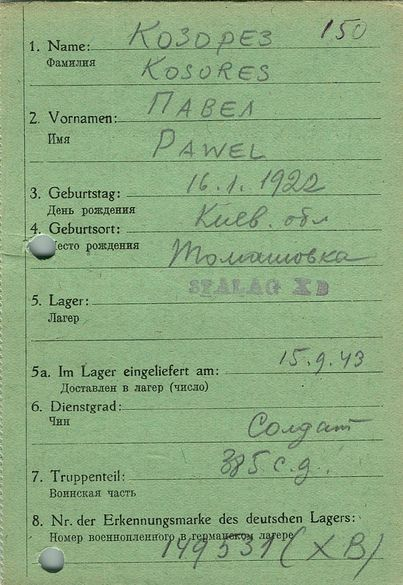 150
1. Name: КОЗОРЕЗ
Фамилия
KOSORES
2. Vornamen: ПАВЕЛ
Имя
PAWEL
3. Geburtstag: 16.1.1922
День рождения
4. Geburtsort: Киев. обл
есто рождения
Томашовка
STALAG XB
5. Lager:
Лагерь
5a. Im Lager eingeliefert am: 15.9.43
Доставлен в лагерь (число)
6. Dienstgrad:
Чин
Солдат
7. Truppenteil: 385 с.д.
Воинская часть
8. Nr. der Erkennungsmarke des deutschen Lagers:
Номер военнопленного в германском лагере
149531 (XB)